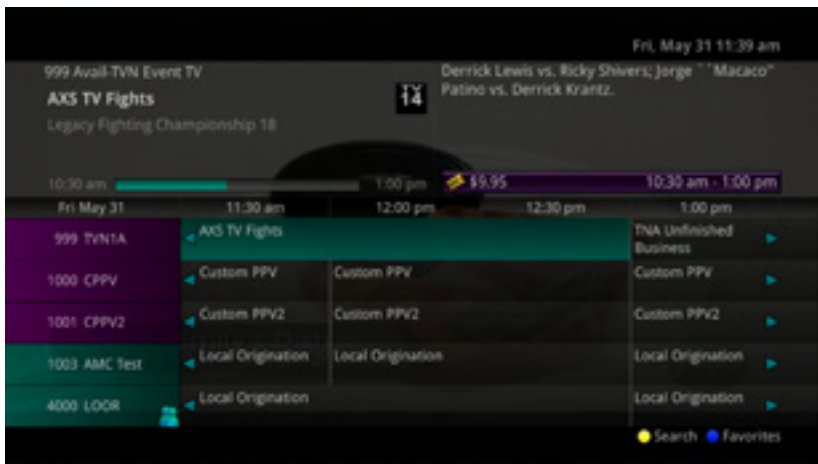 Fri, May 31 11:39 am
999 Avail-TVN Event TV
AXS TV Fights
TV
14
Legacy Fighting Championship 18
Derrick Lewis vs. Ricky Shivers; Jorge ``Macaco"
Patino vs. Derrick Krantz.
10:30 am 1:00 pm
$9.95 10:30 am - 1:00 pm
Fri May 31 11:30 am 12:00 pm 12:30 pm 1:00 pm
999 TVN1A AXS TV Fights TNA Unfinished
Business
1000 CPPV Custom PPV Custom PPV Custom PPV
1001 CPPV2 Custom PPV2 Custom PPV2 Custom PPV2
1003 AMC Test Local Origination Local Origination Local Origination
4000 LOOR Local Origination Local Origination
Search Favorites